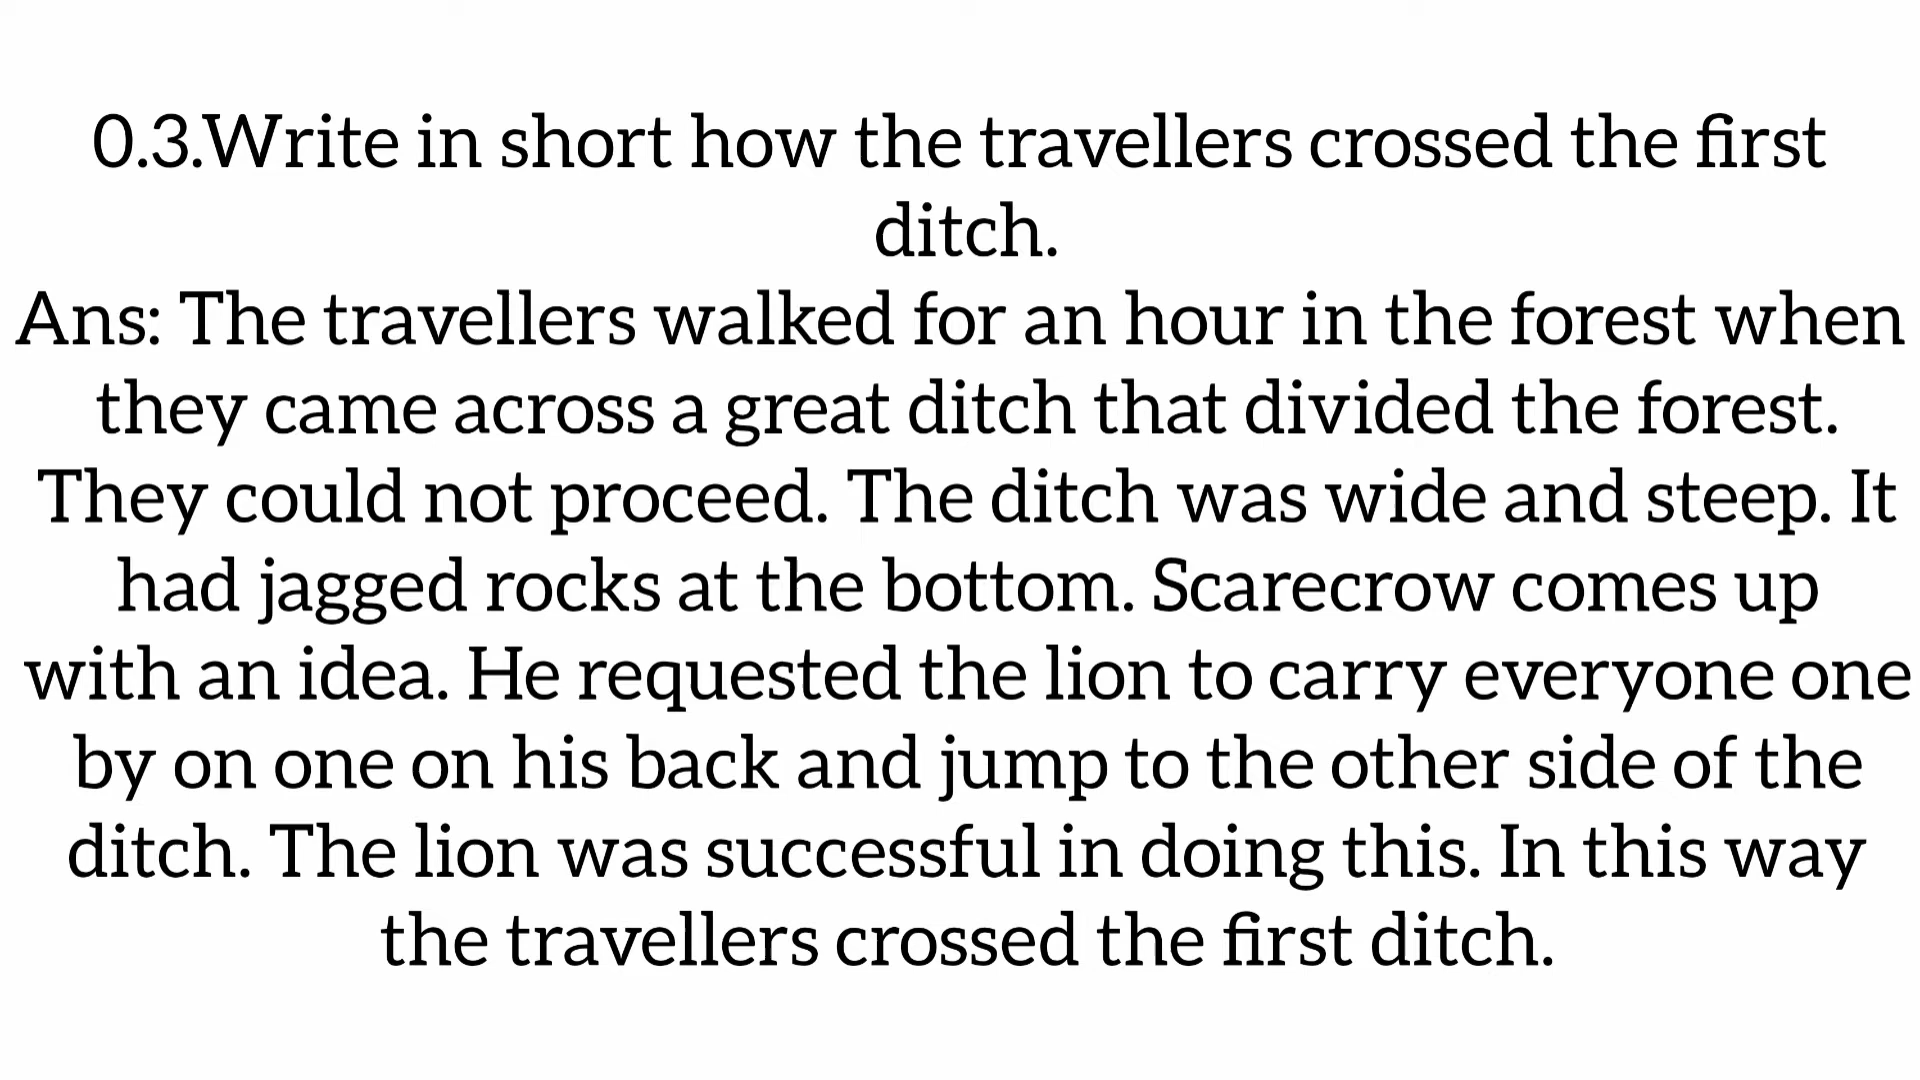 0.3.Write in short how the travellers crossed the first
ditch.
Ans: The travellers walked for an hour in the forest when
they came across a great ditch that divided the forest.
They could not proceed. The ditch was wide and steep. It
had jagged rocks at the bottom. Scarecrow comes up
with an idea. He requested the lion to carry everyone one
by on one on his back and jump to the other side of the
ditch. The lion was successful in doing this. In this way
the travellers crossed the first ditch.